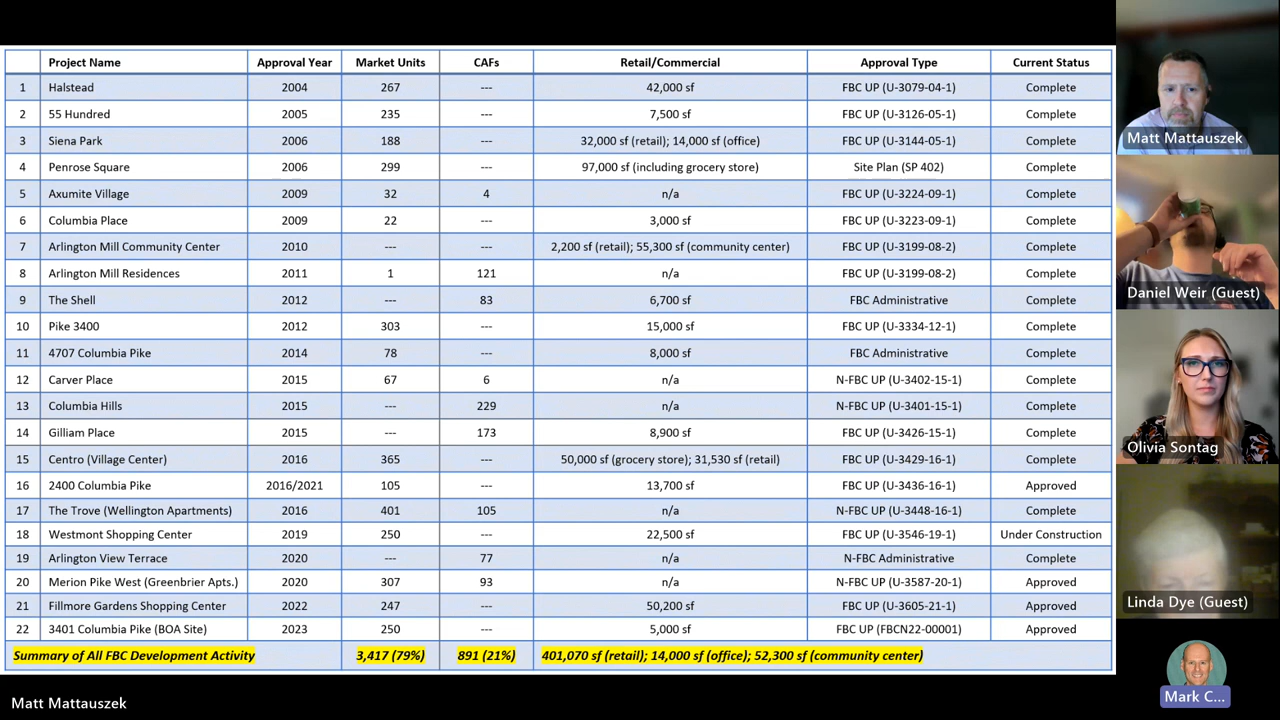 Project Name Approval Year Market Units CAFs Retail/Commercial Approval Type Current Status
1 Halstead 2004 267 --- 42,000 sf FBC UP (U-3079-04-1) Complete
2 55 Hundred 2005 235 --- 7,500 sf FBC UP (U-3126-05-1) Complete
3 Siena Park 2006 188 --- 32,000 sf (retail); 14,000 sf (office) FBC UP (U-3144-05-1) Complete
4 Penrose Square 2006 299 --- 97,000 sf (including grocery store) Site Plan (SP 402) Complete
5 Axumite Village 2009 32 4 n/a FBC UP (U-3224-09-1) Complete
6 Columbia Place 2009 22 --- 3,000 sf FBC UP (U-3223-09-1) Complete
7 Arlington Mill Community Center 2010 --- --- 2,200 sf (retail); 55,300 sf (community center) FBC UP (U-3199-08-2) Complete
8 Arlington Mill Residences 2011 1 121 n/a FBC UP (U-3199-08-2) Complete
9 The Shell 2012 --- 83 6,700 sf FBC Administrative Complete
10 Pike 3400 2012 303 --- 15,000 sf FBC UP (U-3334-12-1) Complete
11 4707 Columbia Pike 2014 78 --- 8,000 sf FBC Administrative Complete
12 Carver Place 2015 67 6 n/a N-FBC UP (U-3402-15-1) Complete
13 Columbia Hills 2015 --- 229 n/a N-FBC UP (U-3401-15-1) Complete
14 Gilliam Place 2015 --- 173 8,900 sf FBC UP (U-3426-15-1) Complete
15 Centro (Village Center) 2016 365 --- 50,000 sf (grocery store); 31,530 sf (retail) FBC UP (U-3429-16-1) Complete
16 2400 Columbia Pike 2016/2021 105 --- 13,700 sf FBC UP (U-3436-16-1) Approved
17 The Trove (Wellington Apartments) 2016 401 105 n/a N-FBC UP (U-3448-16-1) Complete
18 Westmont Shopping Center 2019 250 --- 22,500 sf FBC UP (U-3546-19-1) Under Construction
19 Arlington View Terrace 2020 --- 77 n/a N-FBC Administrative Complete
20 Merion Pike West (Greenbrier Apts.) 2020 307 93 n/a N-FBC UP (U-3587-20-1) Approved
21 Fillmore Gardens Shopping Center 2022 247 --- 50,200 sf FBC UP (U-3605-21-1) Approved
22 3401 Columbia Pike (BOA Site) 2023 250 --- 5,000 sf FBC UP (FBCN22-00001) Approved
Summary of All FBC Development Activity 3,417 (79%) 891 (21%) 401,070 sf (retail); 14,000 sf (office); 52,300 sf (community center)
Matt Mattauszek
Daniel Weir (Guest)
Olivia Sontag
Linda Dye (Guest)
Mark C...
Matt Mattauszek